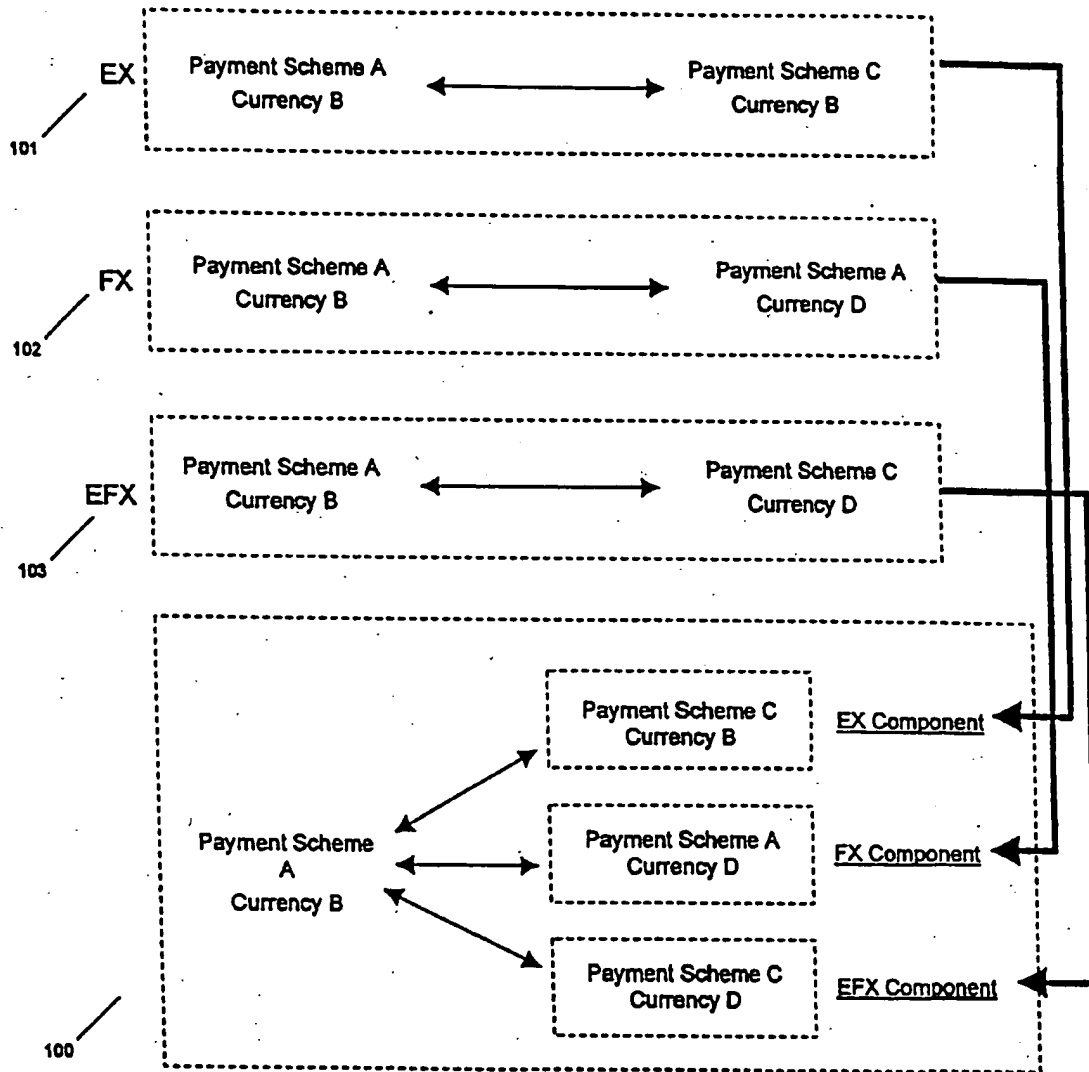 EX
Payment Scheme A
Currency B
Payment Scheme C
Currency B
101
FX
Payment Scheme A
Currency B
Payment Scheme A
Currency D
102
EFX
Payment Scheme A
Currency B
Payment Scheme C
Currency D
103
Payment Scheme C
Currency B
EX Component
Payment Scheme
A
Currency B
Payment Scheme A
Currency D
FX Component
Payment Scheme C
Currency D
EFX Component
100